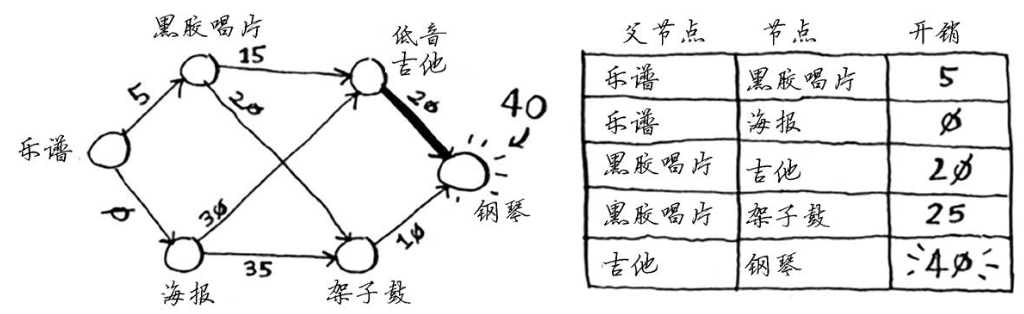 黑胶唱片
15
低音
吉他
5
20
20
40
乐谱
钢琴
0
30
10
35
海报
架子鼓
父节点 节点 开销
乐谱 黑胶唱片 5
乐谱 海报 0
黑胶唱片 吉他 20
黑胶唱片 架子鼓 25
吉他 钢琴 40